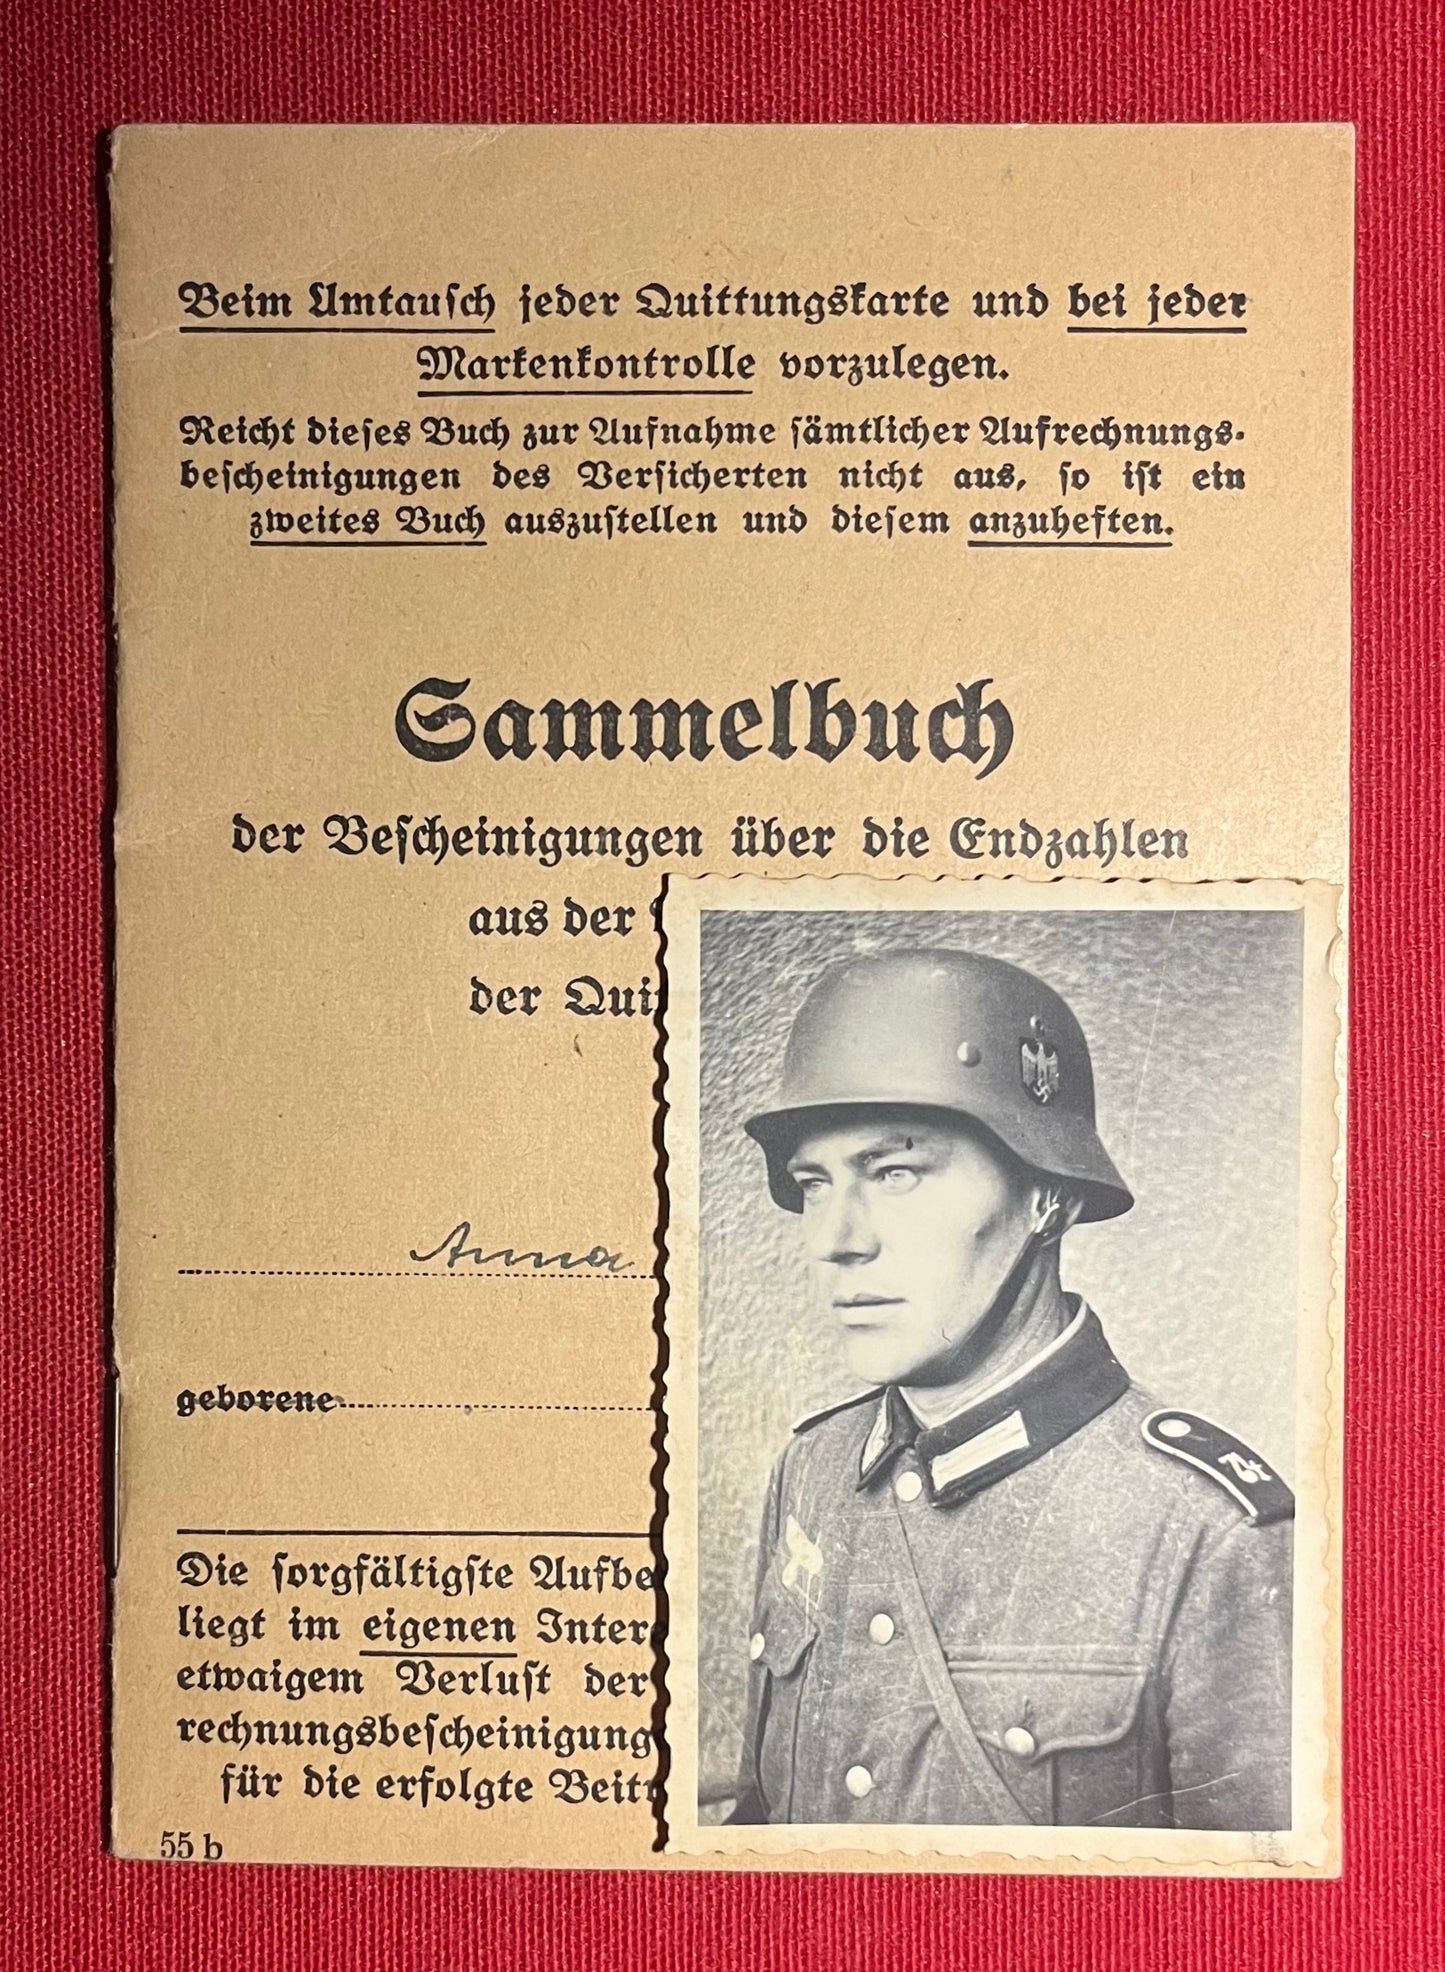 Beim Umtausch jeder Quittungskarte und bei jeder
Markenkontrolle vorzulegen.
Reicht dieses Buch zur Aufnahme sämtlicher Aufrechnungs-
bescheinigungen des Versicherten nicht aus, so ist ein
zweites Buch auszustellen und diesem anzuheften.
Sammelbuch
der Bescheinigungen über die Endzahlen
aus der
der Quit
Anna
geborene
Die sorgfältigste Aufbe
liegt im eigenen Inter
etwaigem Verlust der
rechnungsbescheinigung
für die erfolgte Beitr
55 b